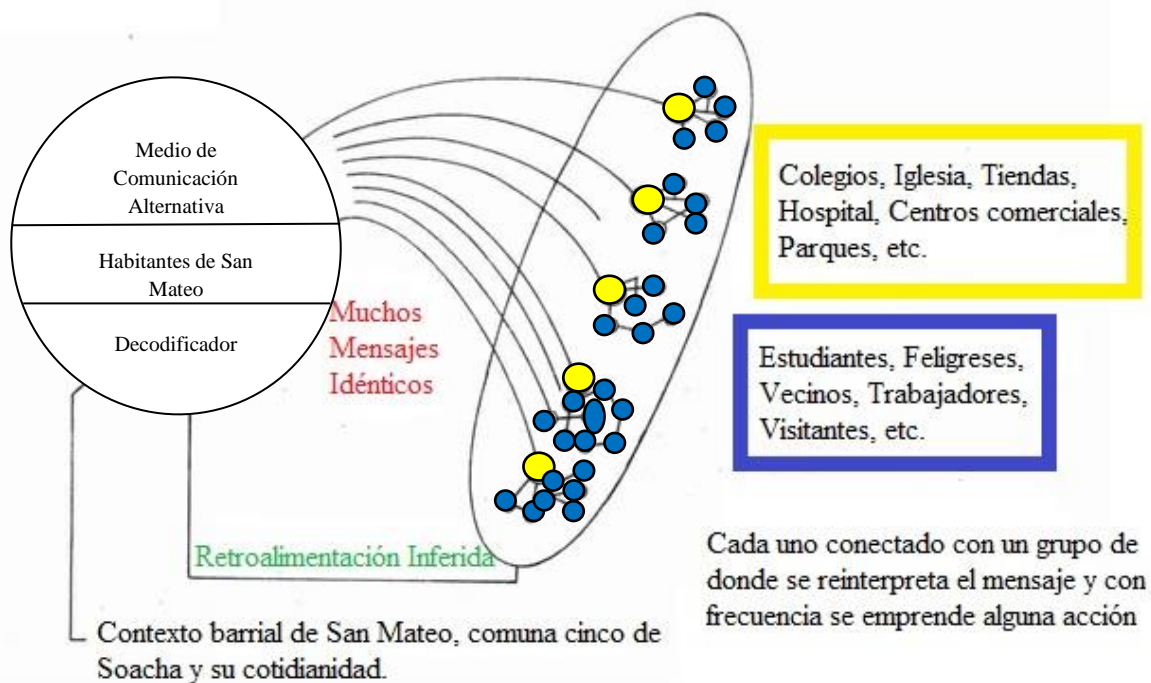 Medio de
Comunicación
Alternativa
Habitantes de San
Mateo
Decodificador
Muchos
Mensajes
Idénticos
Colegios, Iglesia, Tiendas,
Hospital, Centros comerciales,
Parques, etc.
Estudiantes, Feligreses,
Vecinos, Trabajadores,
Visitantes, etc.
Retroalimentación Inferida
Cada uno conectado con un grupo de
donde se reinterpreta el mensaje y con
frecuencia se emprende alguna acción
Contexto barrial de San Mateo, comuna cinco de
Soacha y su cotidianidad.